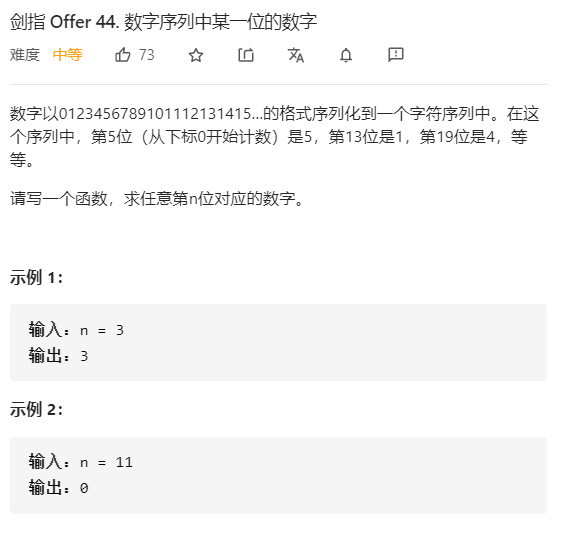 剑指 Offer 44. 数字序列中某一位的数字
难度 中等 73
数字以0123456789101112131415…的格式序列化到一个字符序列中。在这
个序列中，第5位（从下标0开始计数）是5，第13位是1，第19位是4，等
等。
请写一个函数，求任意第n位对应的数字。
示例 1：
输入：n = 3
输出：3
示例 2：
输入：n = 11
输出：0